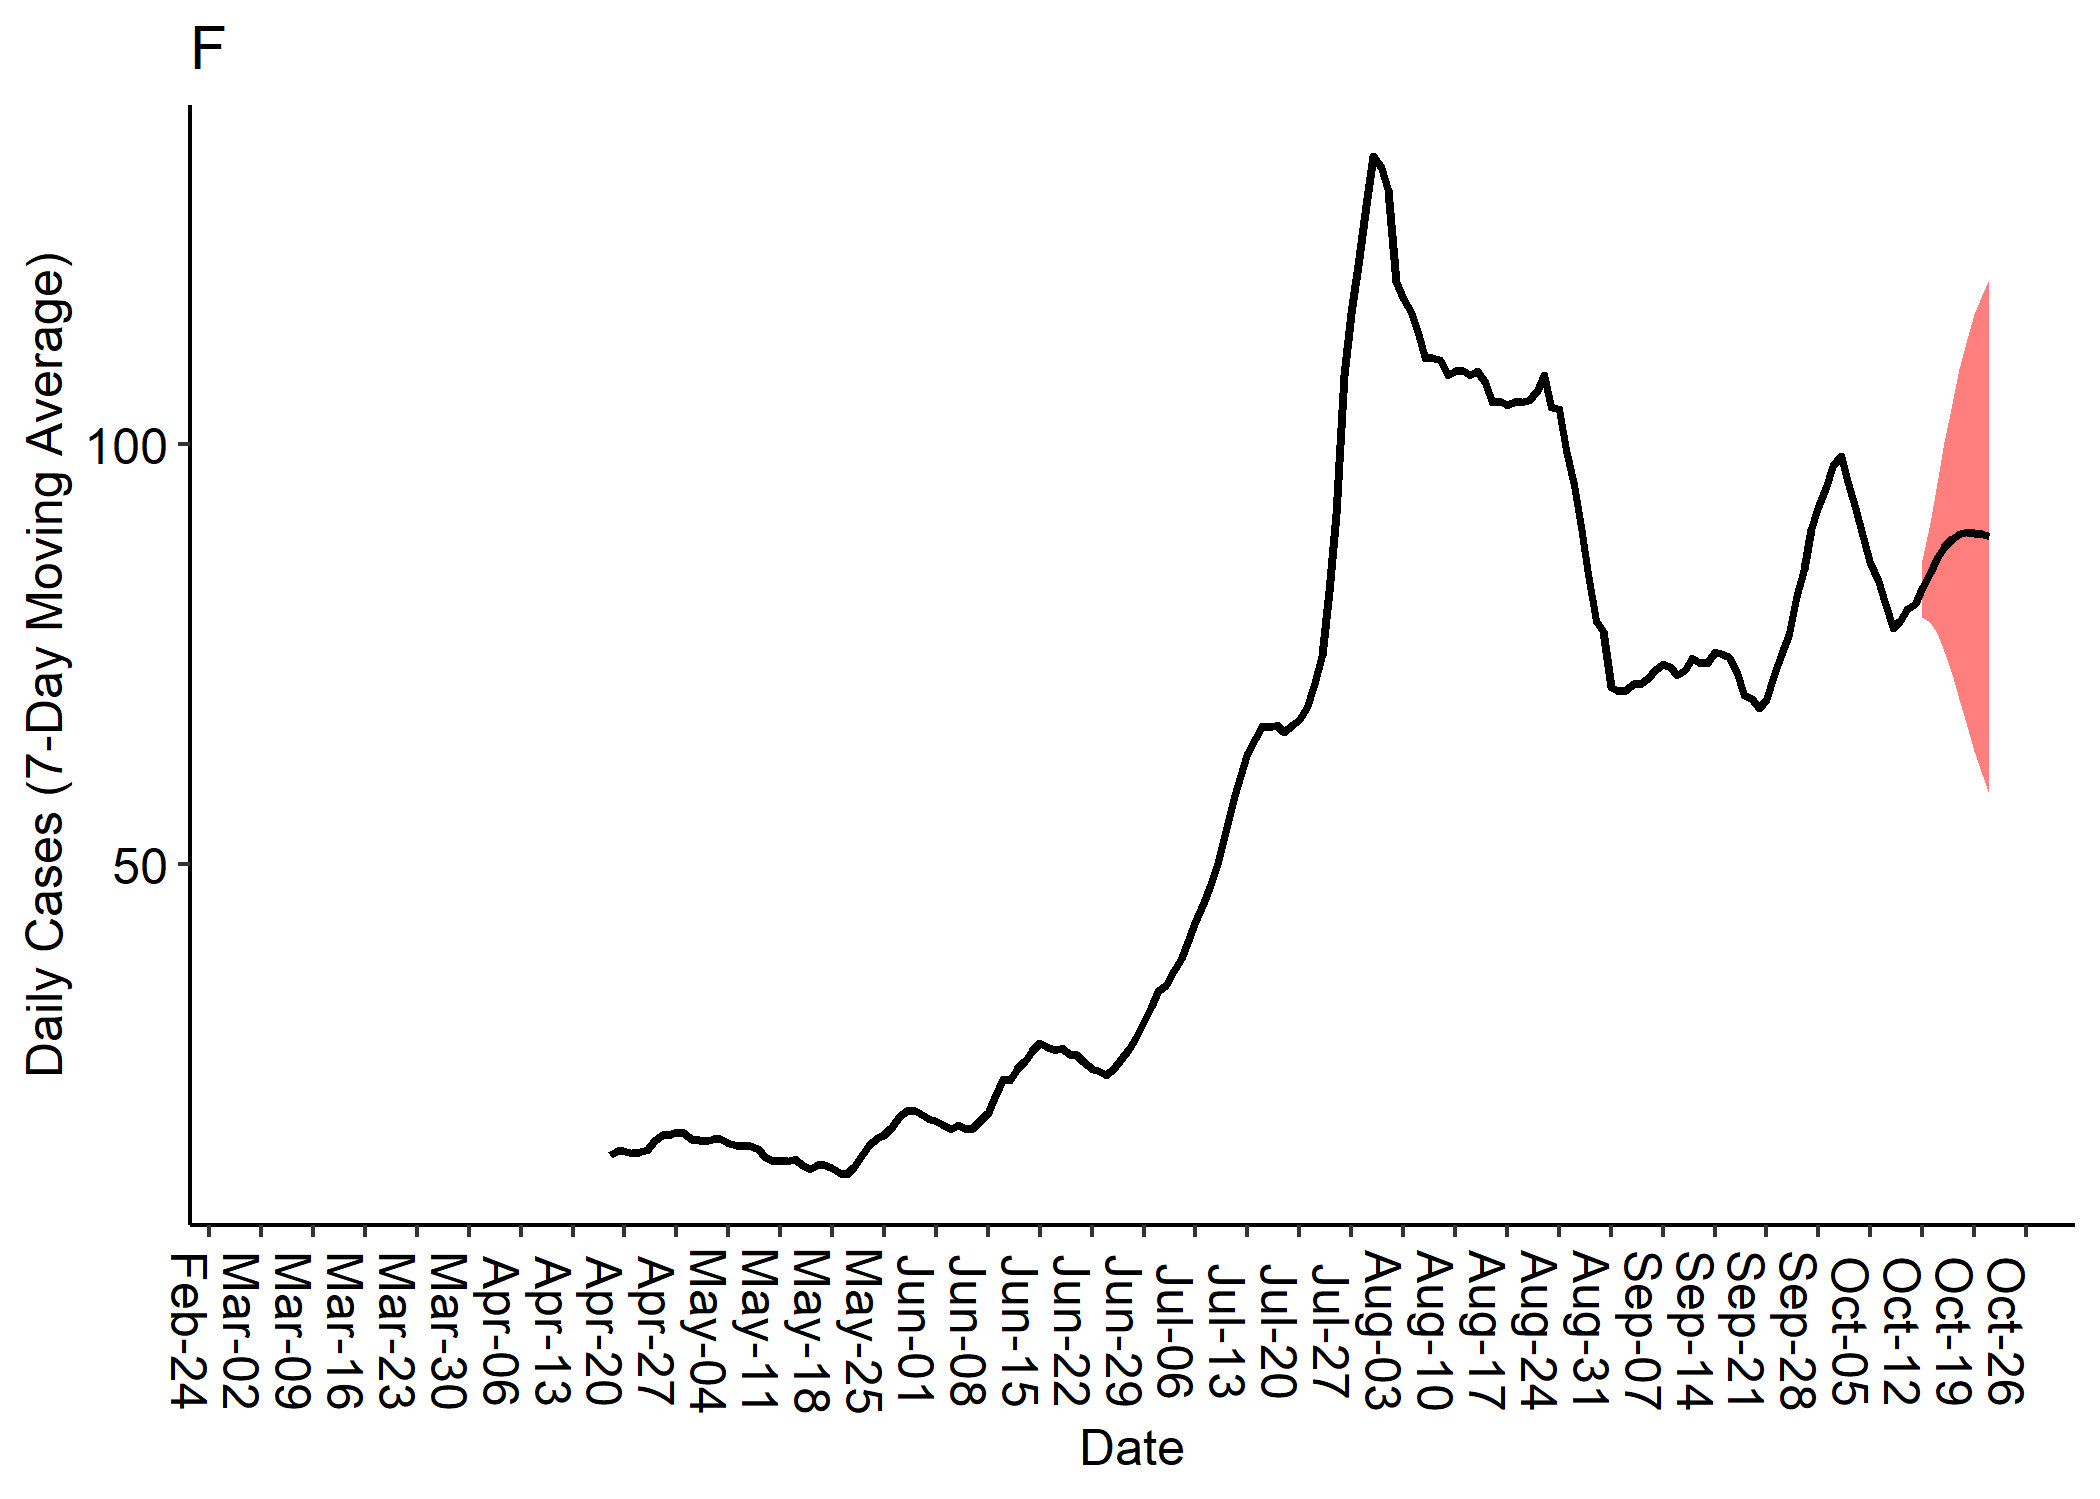 F
Daily Cases (7-Day Moving Average)
100
50
Feb-24
Mar-02
Mar-09
Mar-16
Mar-23
Mar-30
Apr-06
Apr-13
Apr-20
Apr-27
May-04
May-11
May-18
May-25
Jun-01
Jun-08
Jun-15
Jun-22
Jun-29
Jul-06
Jul-13
Jul-20
Jul-27
Aug-03
Aug-10
Aug-17
Aug-24
Aug-31
Sep-07
Sep-14
Sep-21
Sep-28
Oct-05
Oct-12
Oct-19
Oct-26
Date